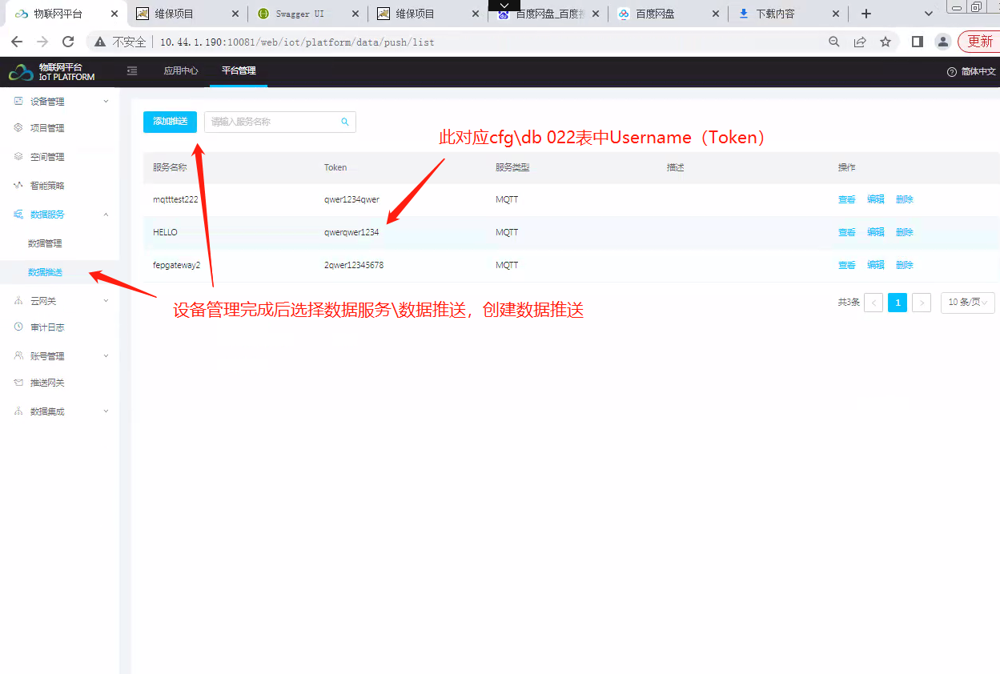 物联网平台
维保项目
Swagger UI
维保项目
百度网盘_百度搜
百度网盘
下载内容
不安全
10.44.1.190:10081/web/iot/platform/data/push/list
更新
物联网平台
IoT PLATFORM
应用中心
平台管理
简体中文
设备管理
项目管理
空间管理
智能策略
数据服务
数据管理
数据推送
云网关
审计日志
账号管理
推送网关
数据集成
添加推送
请输入服务名称
此对应cfg\db 022表中Username（Token）
服务名称 Token 服务类型 描述 操作
mqtttest222 qwer1234qwer MQTT 查看 编辑 删除
HELLO qwerqwer1234 MQTT 查看 编辑 删除
fepgateway2 2qwer12345678 MQTT 查看 编辑 删除
共3条 < 1 > 10 条/页
设备管理完成后选择数据服务\数据推送，创建数据推送